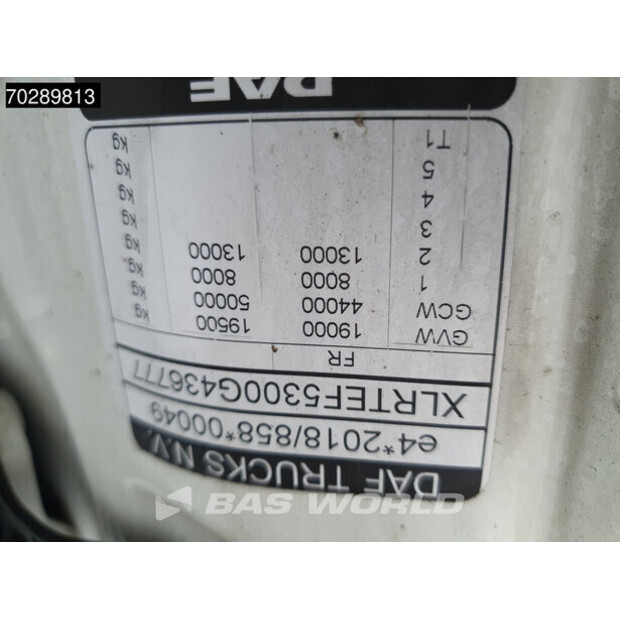 70289813
DAF TRUCKS N.V.
e4*2018/858*00049
XLRTEF5300G436777
FR
GVW 19000 19500 kg
GCW 44000 50000 kg
1 8000 8000 kg
2 13000 13000 kg
3 kg
4 kg
5 kg
T1 kg
DAF
BAS WORLD